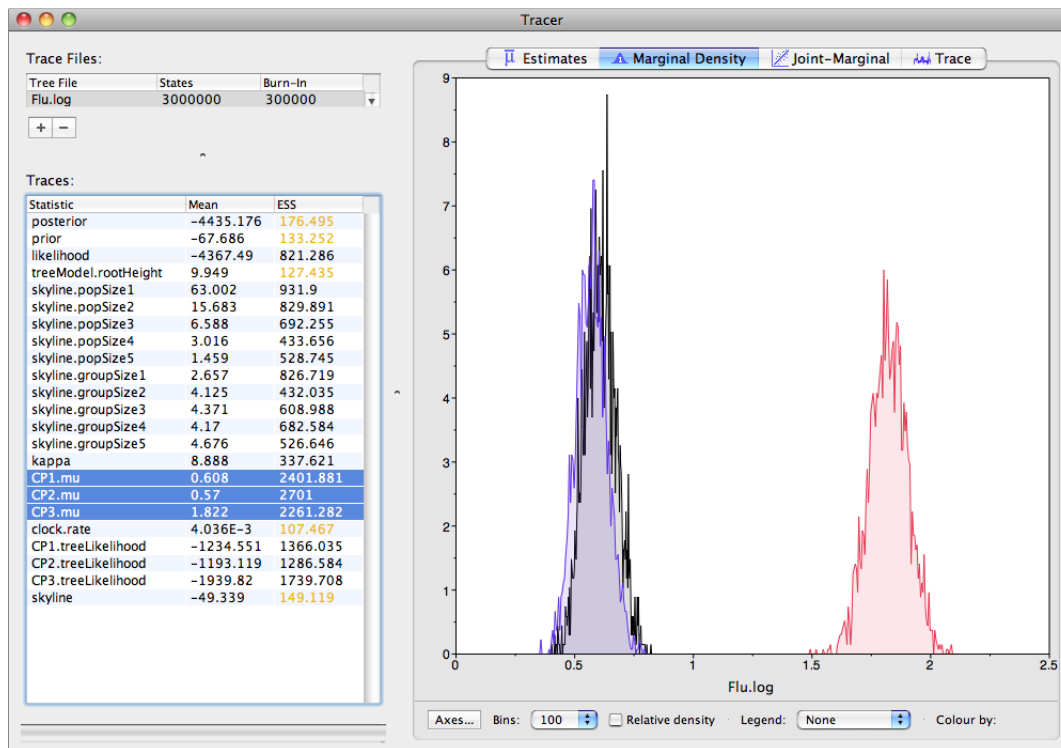 Tracer
Trace Files:
Tree File States Burn-In
Flu.log 3000000 300000
+ −
Traces:
Statistic Mean ESS
posterior -4435.176 176.495
prior -67.686 133.252
likelihood -4367.49 821.286
treeModel.rootHeight 9.949 127.435
skyline.popSize1 63.002 931.9
skyline.popSize2 15.683 829.891
skyline.popSize3 6.588 692.255
skyline.popSize4 3.016 433.656
skyline.popSize5 1.459 528.745
skyline.groupSize1 2.657 826.719
skyline.groupSize2 4.125 432.035
skyline.groupSize3 4.371 608.988
skyline.groupSize4 4.17 682.584
skyline.groupSize5 4.676 526.646
kappa 8.888 337.621
CP1.mu 0.608 2401.881
CP2.mu 0.57 2701
CP3.mu 1.822 2261.282
clock.rate 4.036E-3 107.467
CP1.treeLikelihood -1234.551 1366.035
CP2.treeLikelihood -1193.119 1286.584
CP3.treeLikelihood -1939.82 1739.708
skyline -49.339 149.119
μ Estimates Marginal Density Joint-Marginal Trace
9
8
7
6
5
4
3
2
1
0
0 0.5 1 1.5 2 2.5
Flu.log
Axes... Bins: 100 Relative density Legend: None Colour by: